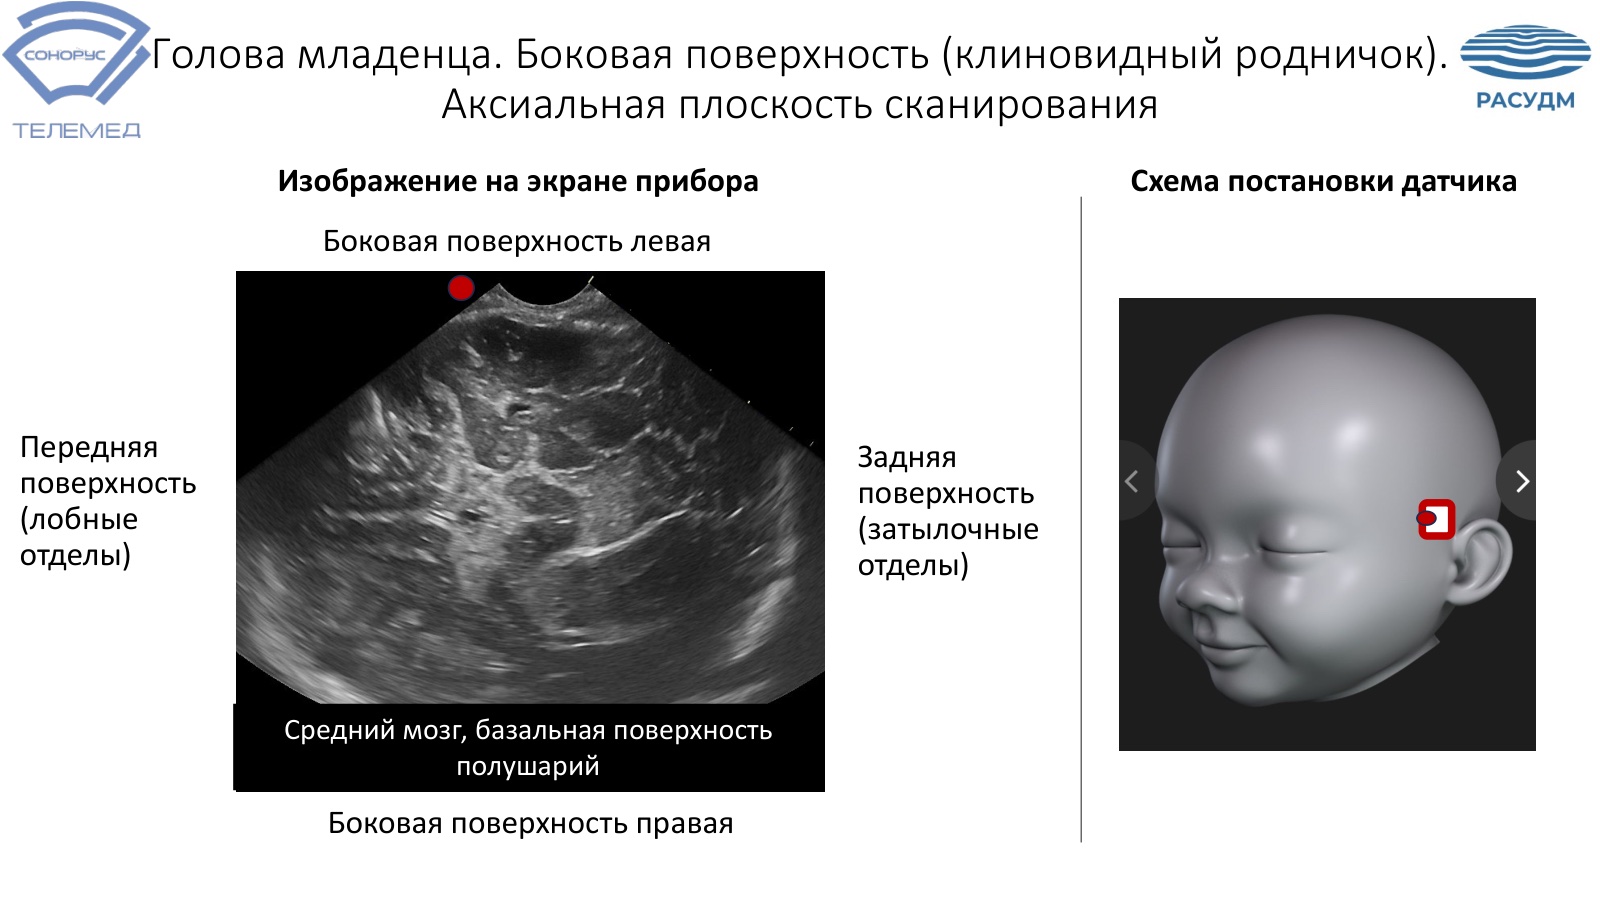 СОНОРУС
ТЕЛЕМЕД
Голова младенца. Боковая поверхность (клиновидный родничок).
Аксиальная плоскость сканирования
РАСУДМ
Изображение на экране прибора
Схема постановки датчика
Боковая поверхность левая
Передняя
поверхность
(лобные
отделы)
Задняя
поверхность
(затылочные
отделы)
Средний мозг, базальная поверхность
полушарий
Боковая поверхность правая